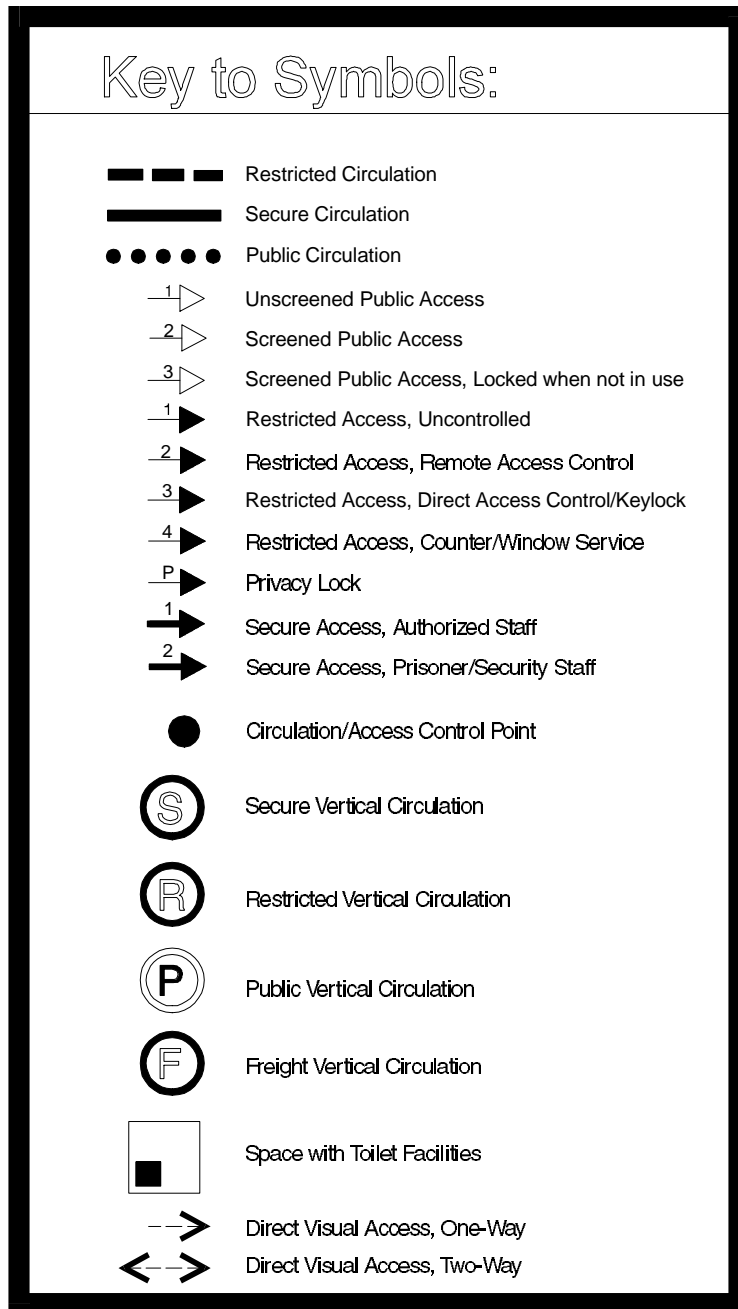 Key to Symbols:
Restricted Circulation
Secure Circulation
Public Circulation
1 Unscreened Public Access
2 Screened Public Access
3 Screened Public Access, Locked when not in use
1 Restricted Access, Uncontrolled
2 Restricted Access, Remote Access Control
3 Restricted Access, Direct Access Control/Keylock
4 Restricted Access, Counter/Window Service
P Privacy Lock
1 Secure Access, Authorized Staff
2 Secure Access, Prisoner/Security Staff
Circulation/Access Control Point
S Secure Vertical Circulation
R Restricted Vertical Circulation
P Public Vertical Circulation
F Freight Vertical Circulation
Space with Toilet Facilities
Direct Visual Access, One-Way
Direct Visual Access, Two-Way